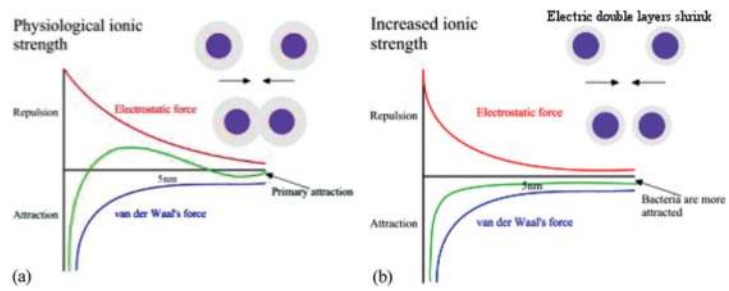 Physiological ionic
strength
Repulsion
Electrostatic force
5nm
Primary attraction
Attraction
van der Waal's force
(a)
Increased ionic
strength
Electric double layers shrink
Repulsion
Electrostatic force
5nm
Bacteria are more
attracted
Attraction
van der Waal's force
(b)